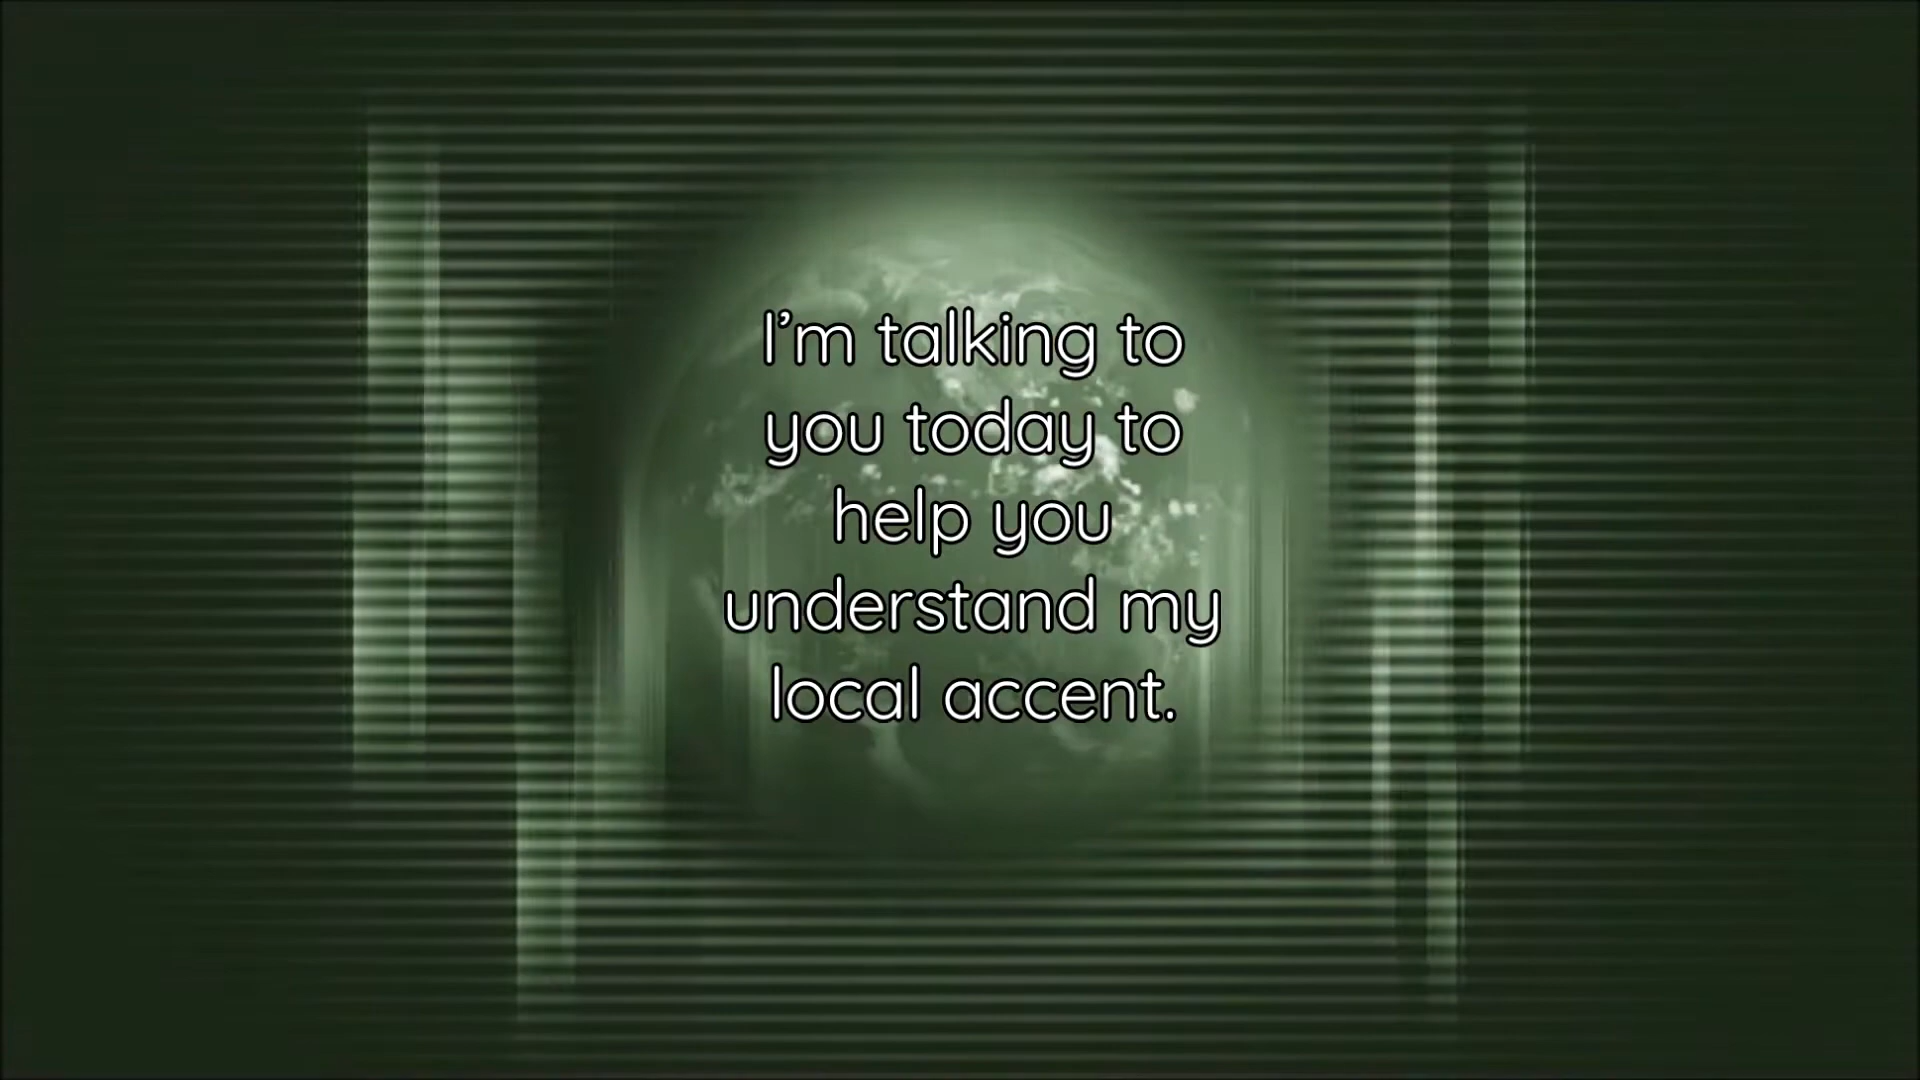 I’m talking to
you today to
help you
understand my
local accent.